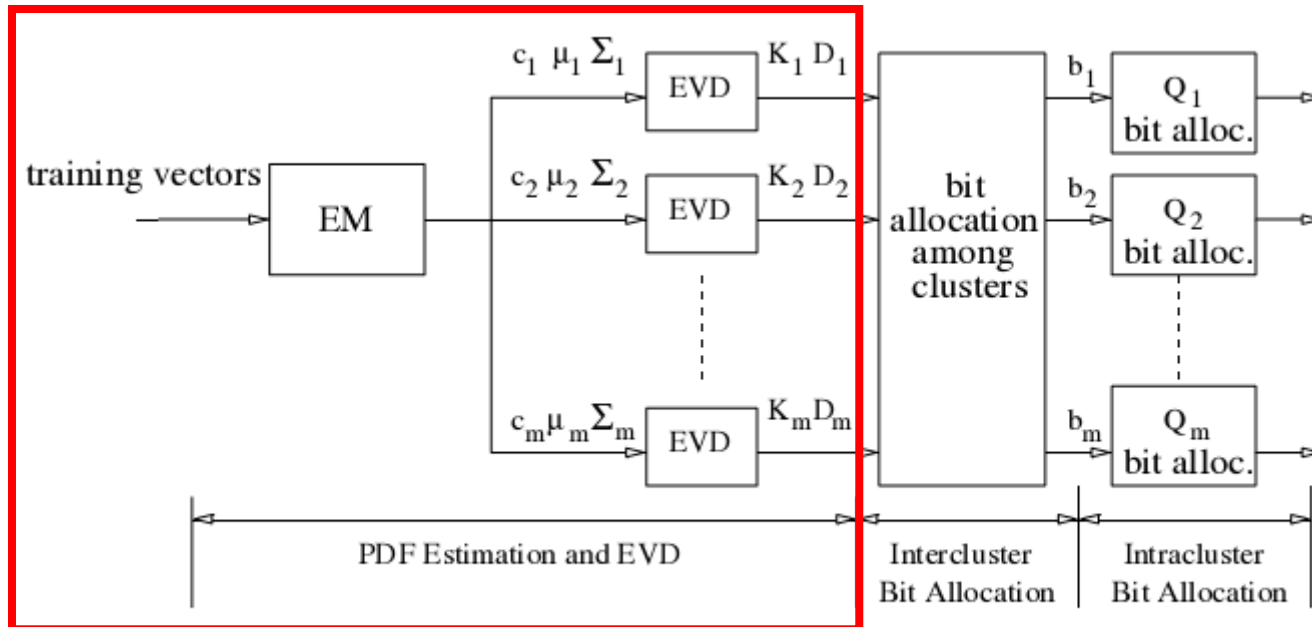 c₁ μ₁ Σ₁
EVD
K₁ D₁
b₁
Q₁
bit alloc.
training vectors
EM
c₂ μ₂ Σ₂
EVD
K₂ D₂
bit
allocation
among
clusters
b₂
Q₂
bit alloc.
cₘ μₘ Σₘ
EVD
Kₘ Dₘ
bₘ
Qₘ
bit alloc.
PDF Estimation and EVD
Intercluster
Bit Allocation
Intracluster
Bit Allocation